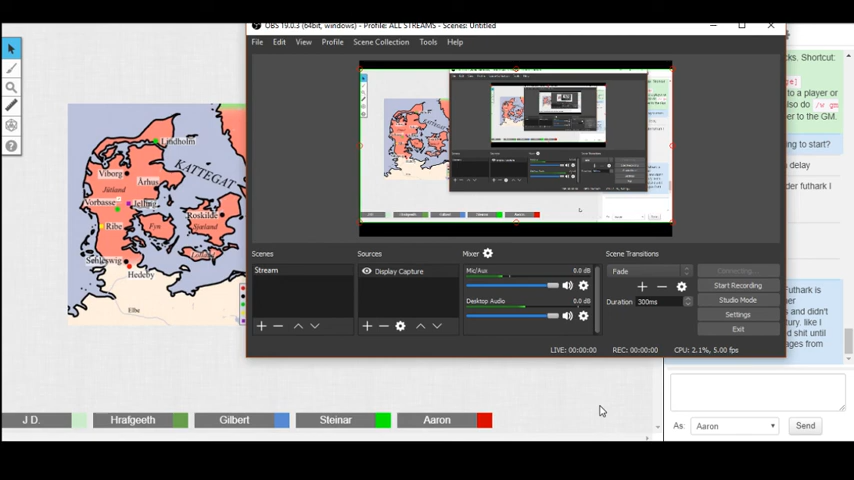 OBS 19.0.3 (64bit, windows) - Profile: ALL STREAMS - Scenes: Untitled
File Edit View Profile Scene Collection Tools Help
cks. Shortcut:
to a player or
also do /w gm
er to the GM.
ing to start?
n delay
der futhark I
Lindholm
KATTEGAT
Viborg
Århus
Jütland
Vorbasse
Jelling
Roskilde
Ribe
Fyn
Sjælland
Schleswig
Hedeby
Elbe
Scenes
Stream
Sources
Display Capture
Mixer
Mic/Aux 0.0 dB
Desktop Audio 0.0 dB
Scene Transitions
Fade
Duration 300ms
Connecting...
Start Recording
Studio Mode
Settings
Exit
LIVE: 00:00:00 REC: 00:00:00 CPU: 2.1%, 5.00 fps
Futhark is
s and didn't
tury. like I
d shit until
ages from
J D. Hrafgeeth Gilbert Steinar Aaron
As: Aaron Send